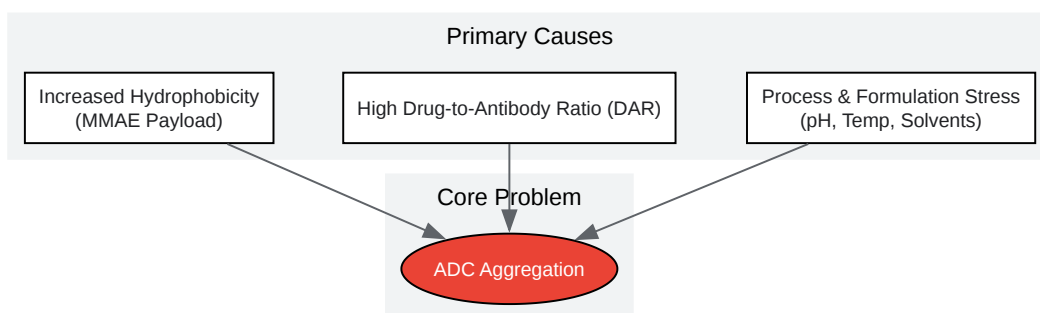 Primary Causes
Increased Hydrophobicity
(MMAE Payload)
High Drug-to-Antibody Ratio (DAR)
Process & Formulation Stress
(pH, Temp, Solvents)
Core Problem
ADC Aggregation